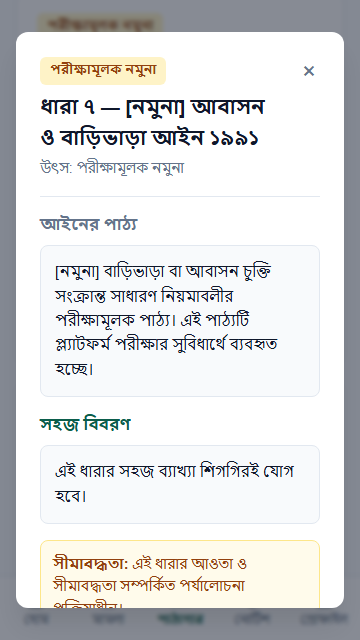 পরীক্ষামূলক নমুনা
×
ধারা ৭ — [নমুনা] আবাসন
ও বাড়িভাড়া আইন ১৯৯১
উৎস: পরীক্ষামূলক নমুনা
আইনের পাঠ্য
[নমুনা] বাড়িভাড়া বা আবাসন চুক্তি
সংক্রান্ত সাধারণ নিয়মাবলীর
পরীক্ষামূলক পাঠ্য। এই পাঠ্যটি
প্ল্যাটফর্ম পরীক্ষার সুবিধার্থে ব্যবহৃত
হচ্ছে।
সহজ বিবরণ
এই ধারার সহজ ব্যাখ্যা শিগগিরই যোগ
হবে।
সীমাবদ্ধতা: এই ধারার আওতা ও
সীমাবদ্ধতা সম্পর্কিত পর্যালোচনা